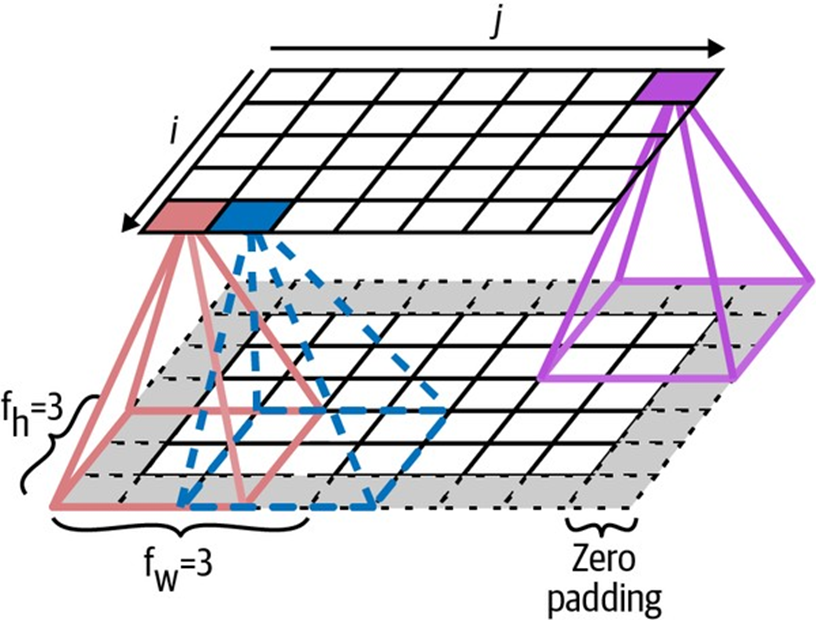 j
i
fh=3
fw=3
Zero
padding